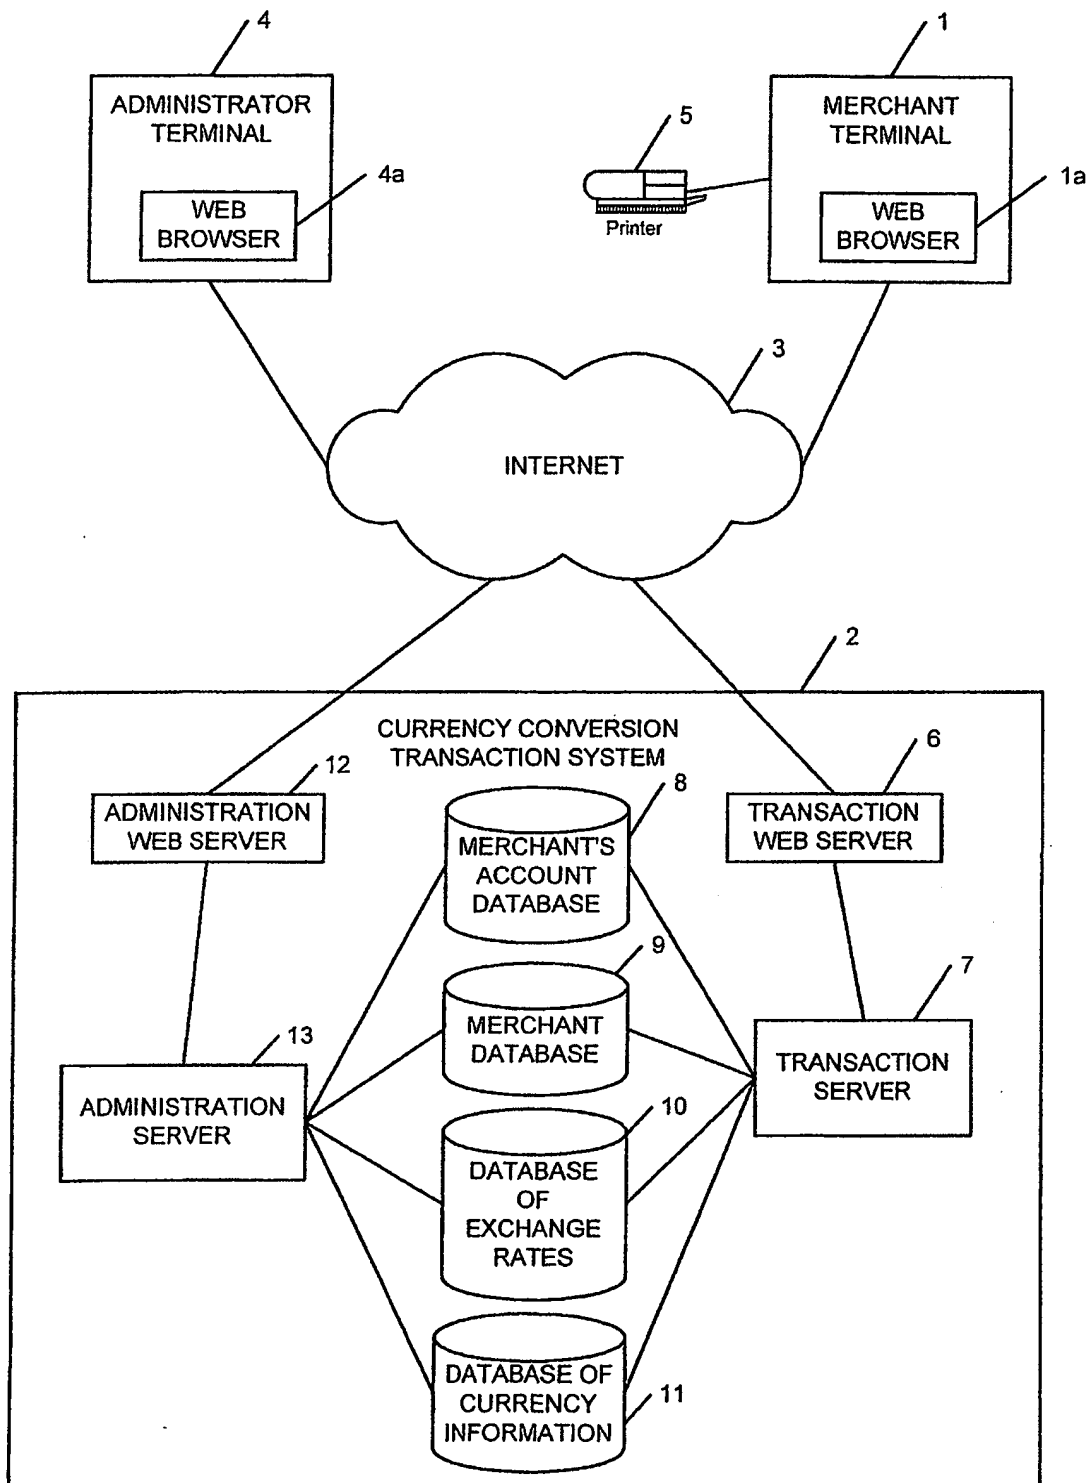 4
1
ADMINISTRATOR
TERMINAL
MERCHANT
TERMINAL
5
4a
1a
WEB
BROWSER
WEB
BROWSER
Printer
3
INTERNET
2
CURRENCY CONVERSION
TRANSACTION SYSTEM
12
6
8
ADMINISTRATION
WEB SERVER
TRANSACTION
WEB SERVER
MERCHANT'S
ACCOUNT
DATABASE
9
7
13
MERCHANT
DATABASE
TRANSACTION
SERVER
ADMINISTRATION
SERVER
10
DATABASE
OF
EXCHANGE
RATES
DATABASE OF
CURRENCY
INFORMATION
11